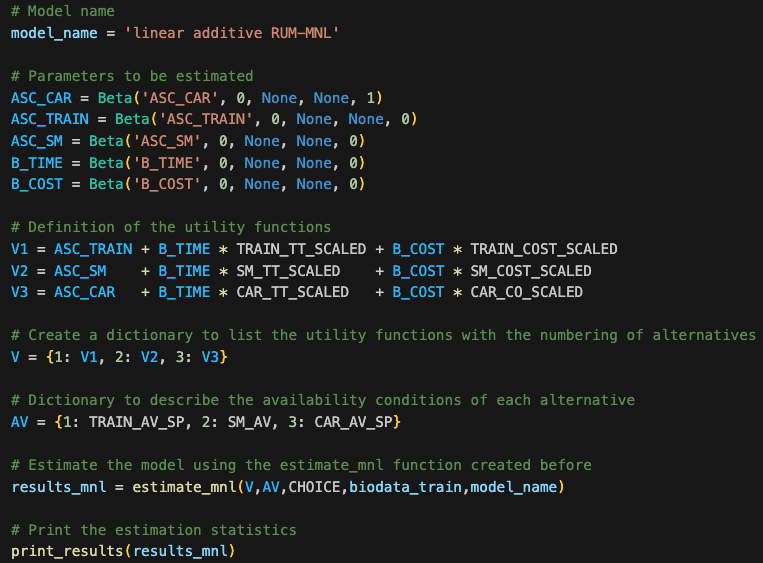 # Model name
model_name = 'linear additive RUM-MNL'
# Parameters to be estimated
ASC_CAR = Beta('ASC_CAR', 0, None, None, 1)
ASC_TRAIN = Beta('ASC_TRAIN', 0, None, None, 0)
ASC_SM = Beta('ASC_SM', 0, None, None, 0)
B_TIME = Beta('B_TIME', 0, None, None, 0)
B_COST = Beta('B_COST', 0, None, None, 0)
# Definition of the utility functions
V1 = ASC_TRAIN + B_TIME * TRAIN_TT_SCALED + B_COST * TRAIN_COST_SCALED
V2 = ASC_SM    + B_TIME * SM_TT_SCALED    + B_COST * SM_COST_SCALED
V3 = ASC_CAR   + B_TIME * CAR_TT_SCALED   + B_COST * CAR_CO_SCALED
# Create a dictionary to list the utility functions with the numbering of alternatives
V = {1: V1, 2: V2, 3: V3}
# Dictionary to describe the availability conditions of each alternative
AV = {1: TRAIN_AV_SP, 2: SM_AV, 3: CAR_AV_SP}
# Estimate the model using the estimate_mnl function created before
results_mnl = estimate_mnl(V,AV,CHOICE,biodata_train,model_name)
# Print the estimation statistics
print_results(results_mnl)